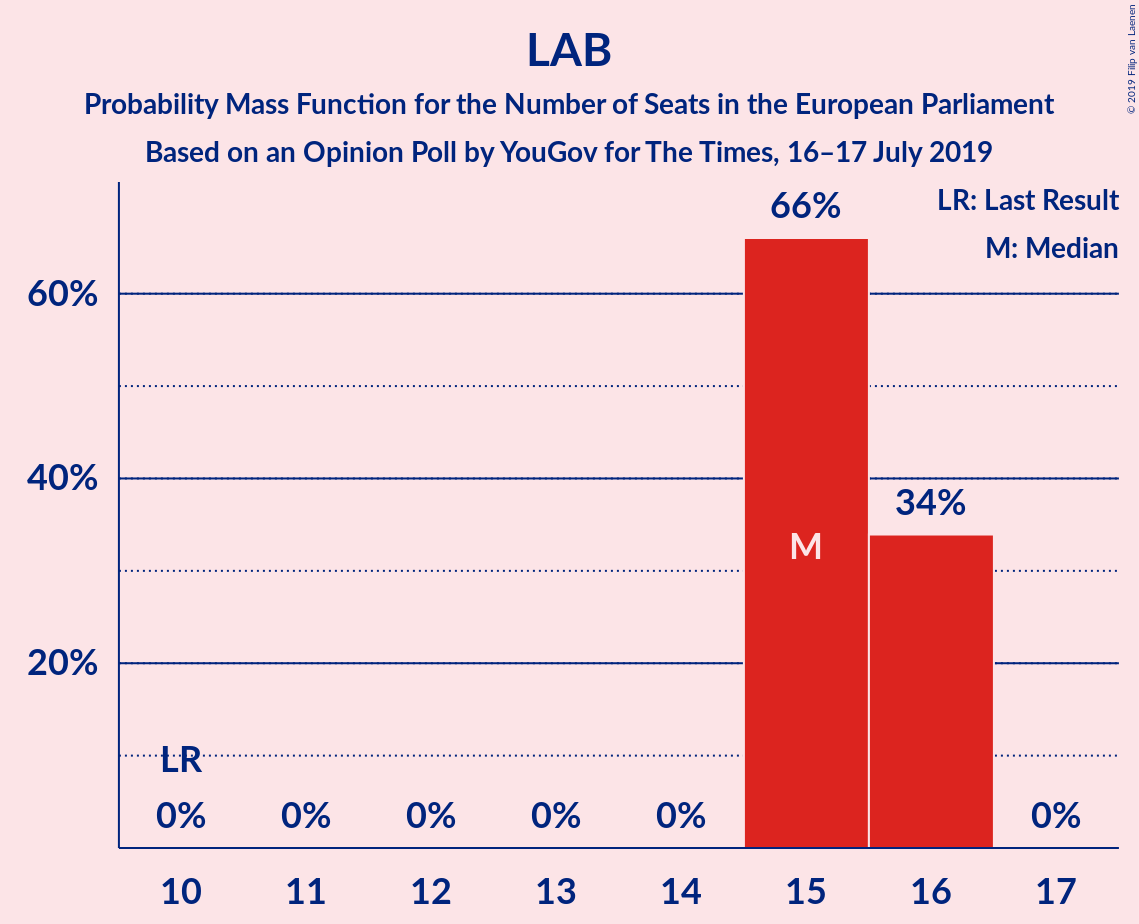 LAB
Probability Mass Function for the Number of Seats in the European Parliament
Based on an Opinion Poll by YouGov for The Times, 16–17 July 2019
© 2019 Filip van Laenen
LR: Last Result
M: Median
66%
60%
40%
34%
M
20%
LR
0% 0% 0% 0% 0% 0%
10 11 12 13 14 15 16 17